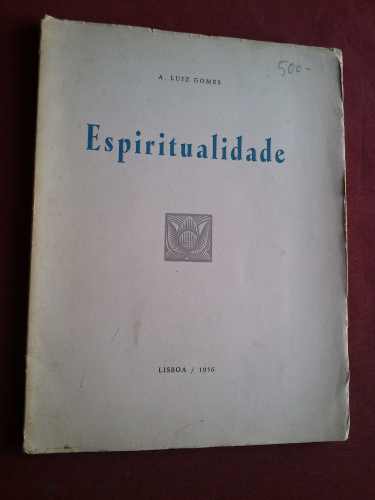 A. LUIZ GOMES
500-
Espiritualidade
LISBOA / 1956